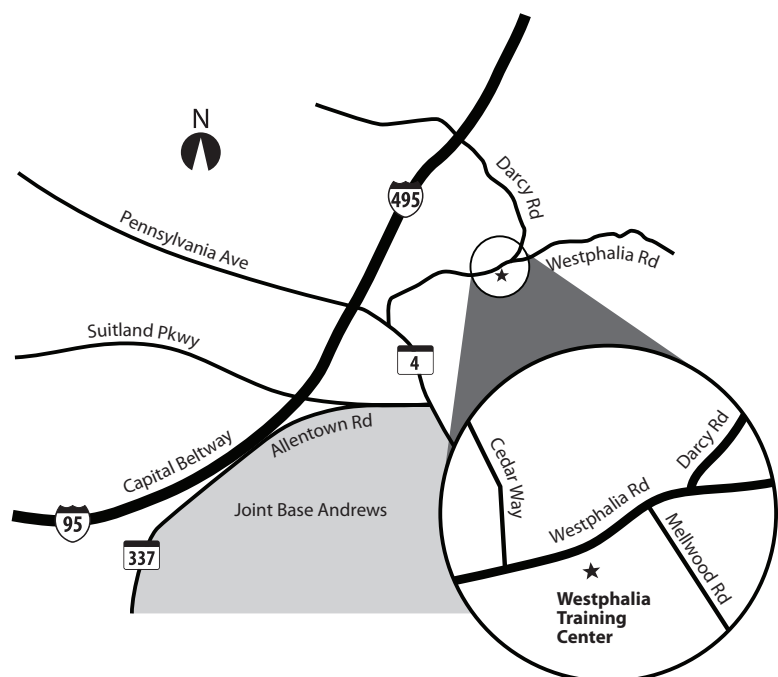 N
495
Darcy Rd
Pennsylvania Ave
Westphalia Rd
Suitland Pkwy
4
Allentown Rd
Capital Beltway
95
Joint Base Andrews
337
Cedar Way
Darcy Rd
Westphalia Rd
Mellwood Rd
Westphalia
Training
Center